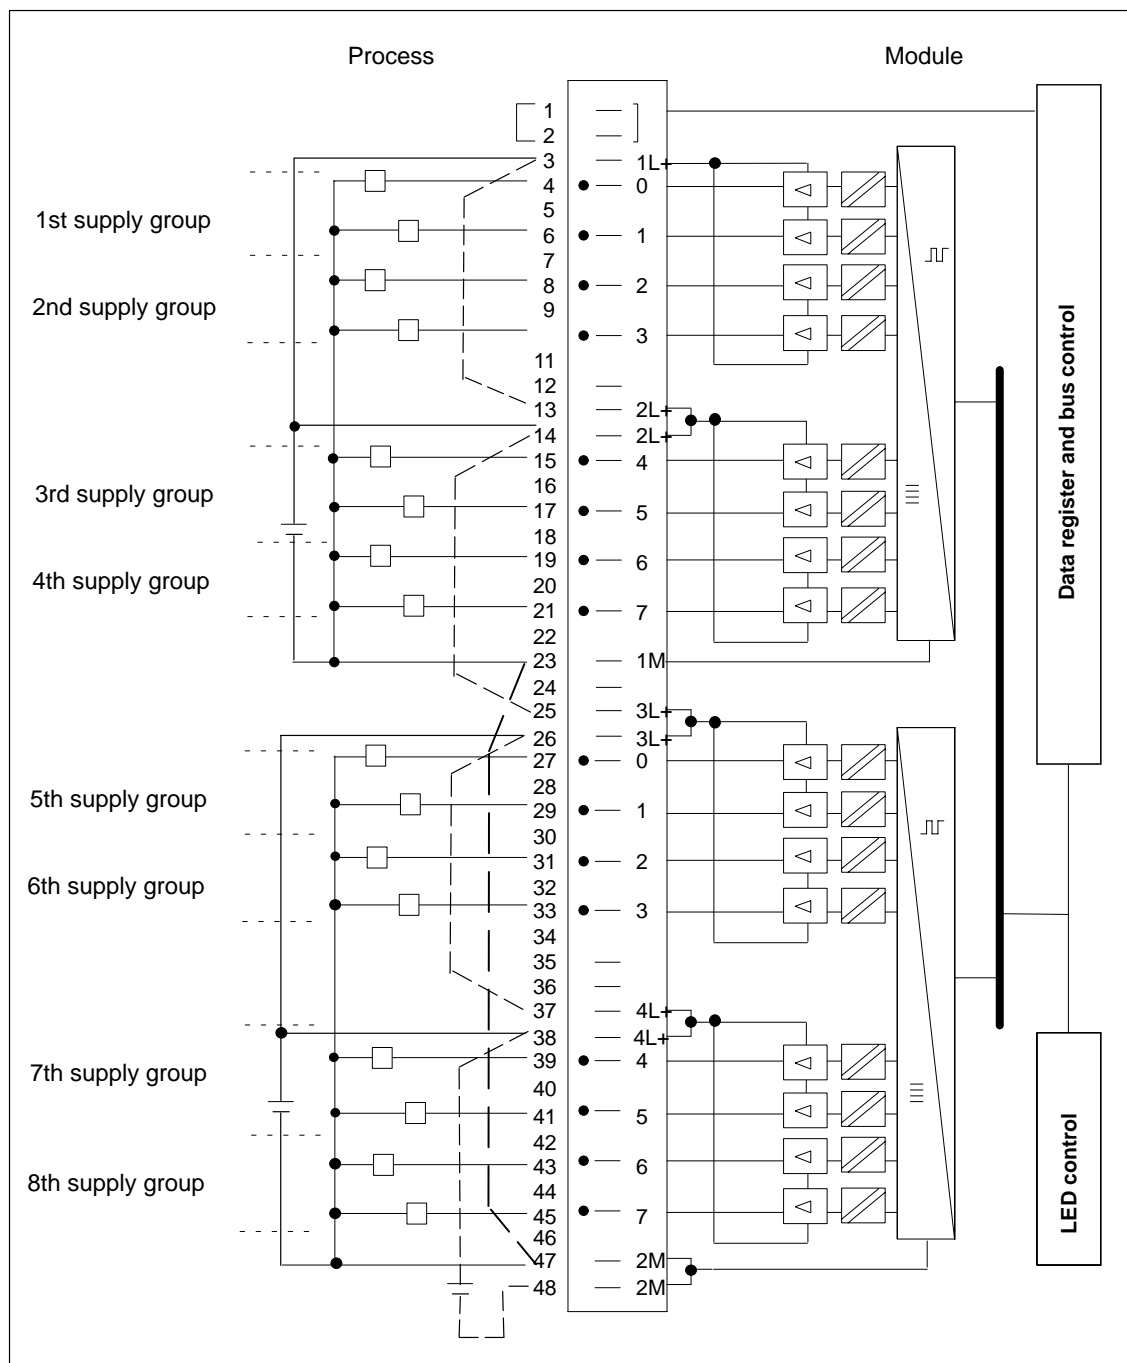 Process
Module
1
2
3 1L+
4 0
5
6 1
7
8 2
9
3
11
12
13 2L+
14 2L+
15 4
16
17 5
18
19 6
20
21 7
22
23 1M
24
25 3L+
26 3L+
27 0
28
29 1
30
31 2
32
33 3
34
35
36
37 4L+
38 4L+
39 4
40
41 5
42
43 6
44
45 7
46
47 2M
48 2M
1st supply group
2nd supply group
3rd supply group
4th supply group
5th supply group
6th supply group
7th supply group
8th supply group
Data register and bus control
LED control